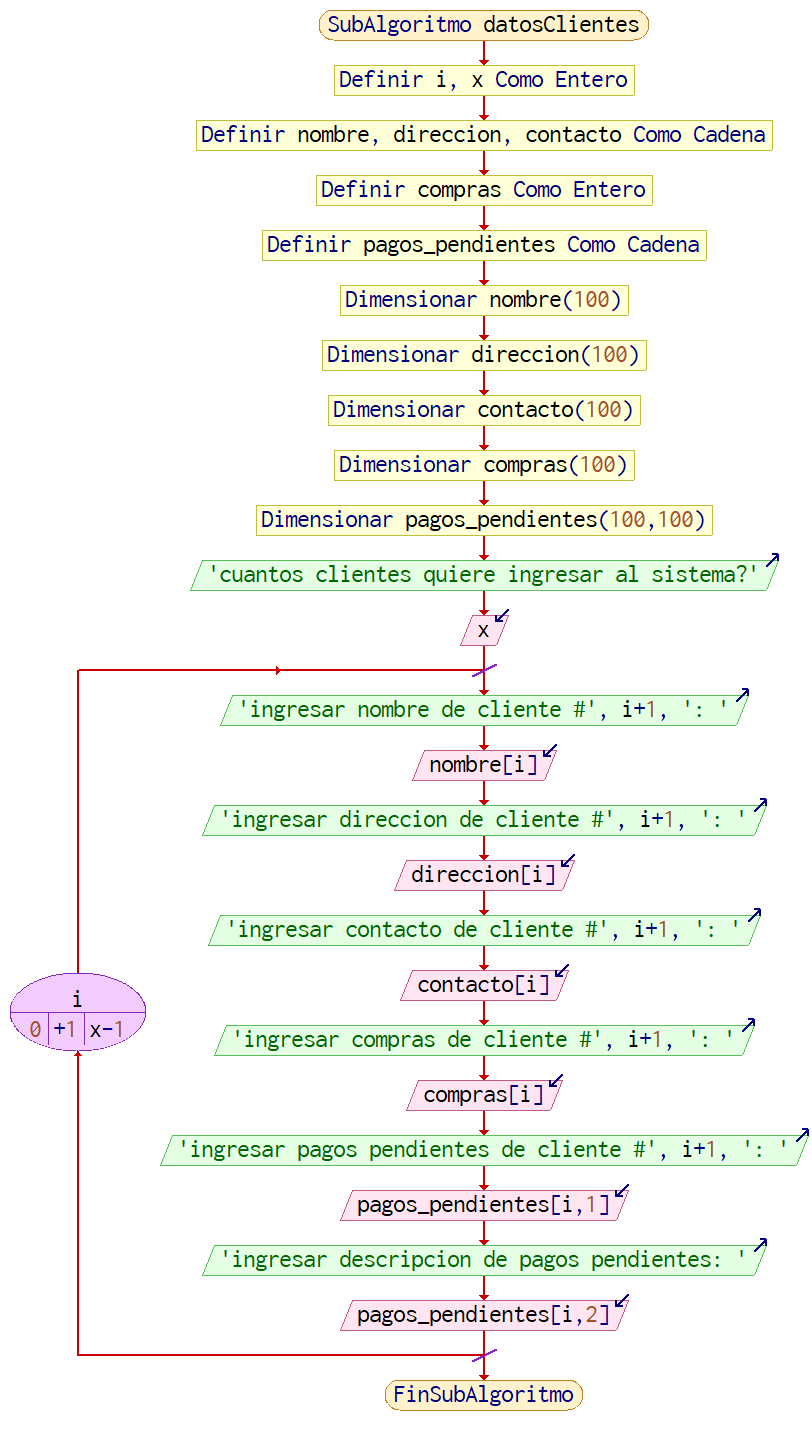 SubAlgoritmo datosClientes
Definir i, x Como Entero
Definir nombre, direccion, contacto Como Cadena
Definir compras Como Entero
Definir pagos_pendientes Como Cadena
Dimensionar nombre(100)
Dimensionar direccion(100)
Dimensionar contacto(100)
Dimensionar compras(100)
Dimensionar pagos_pendientes(100,100)
'cuantos clientes quiere ingresar al sistema?'
x
i
0 +1 x-1
'ingresar nombre de cliente #', i+1, ': '
nombre[i]
'ingresar direccion de cliente #', i+1, ': '
direccion[i]
'ingresar contacto de cliente #', i+1, ': '
contacto[i]
'ingresar compras de cliente #', i+1, ': '
compras[i]
'ingresar pagos pendientes de cliente #', i+1, ': '
pagos_pendientes[i,1]
'ingresar descripcion de pagos pendientes: '
pagos_pendientes[i,2]
FinSubAlgoritmo